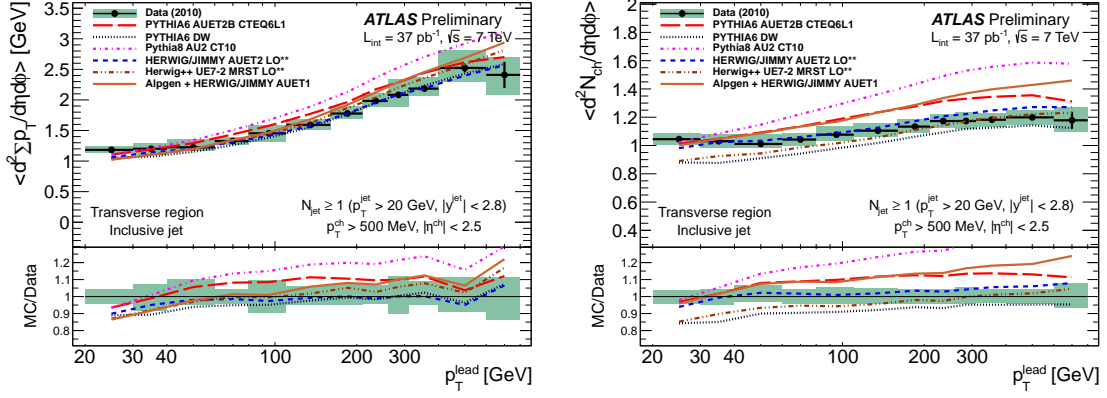 <d²Σp_T/dηdφ> [GeV]
3.5
3
2.5
2
1.5
1
0.5
0
Data (2010)
PYTHIA6 AUET2B CTEQ6L1
PYTHIA6 DW
Pythia8 AU2 CT10
HERWIG/JIMMY AUET2 LO**
Herwig++ UE7-2 MRST LO**
Alpgen + HERWIG/JIMMY AUET1
ATLAS Preliminary
L_int = 37 pb⁻¹, √s = 7 TeV
N_jet ≥ 1 (p_T^jet > 20 GeV, |y^jet| < 2.8)
p_T^ch > 500 MeV, |η^ch| < 2.5
Transverse region
Inclusive jet
MC/Data
1.2
1.1
1.0
0.9
0.8
20 30 40 100 200 300
p_T^lead [GeV]
<d²N_ch/dηdφ>
2
1.8
1.6
1.4
1.2
1
0.8
0.6
0.4
Data (2010)
PYTHIA6 AUET2B CTEQ6L1
PYTHIA6 DW
Pythia8 AU2 CT10
HERWIG/JIMMY AUET2 LO**
Herwig++ UE7-2 MRST LO**
Alpgen + HERWIG/JIMMY AUET1
ATLAS Preliminary
L_int = 37 pb⁻¹, √s = 7 TeV
N_jet ≥ 1 (p_T^jet > 20 GeV, |y^jet| < 2.8)
p_T^ch > 500 MeV, |η^ch| < 2.5
Transverse region
Inclusive jet
MC/Data
1.2
1.1
1.0
0.9
0.8
20 30 40 100 200 300
p_T^lead [GeV]